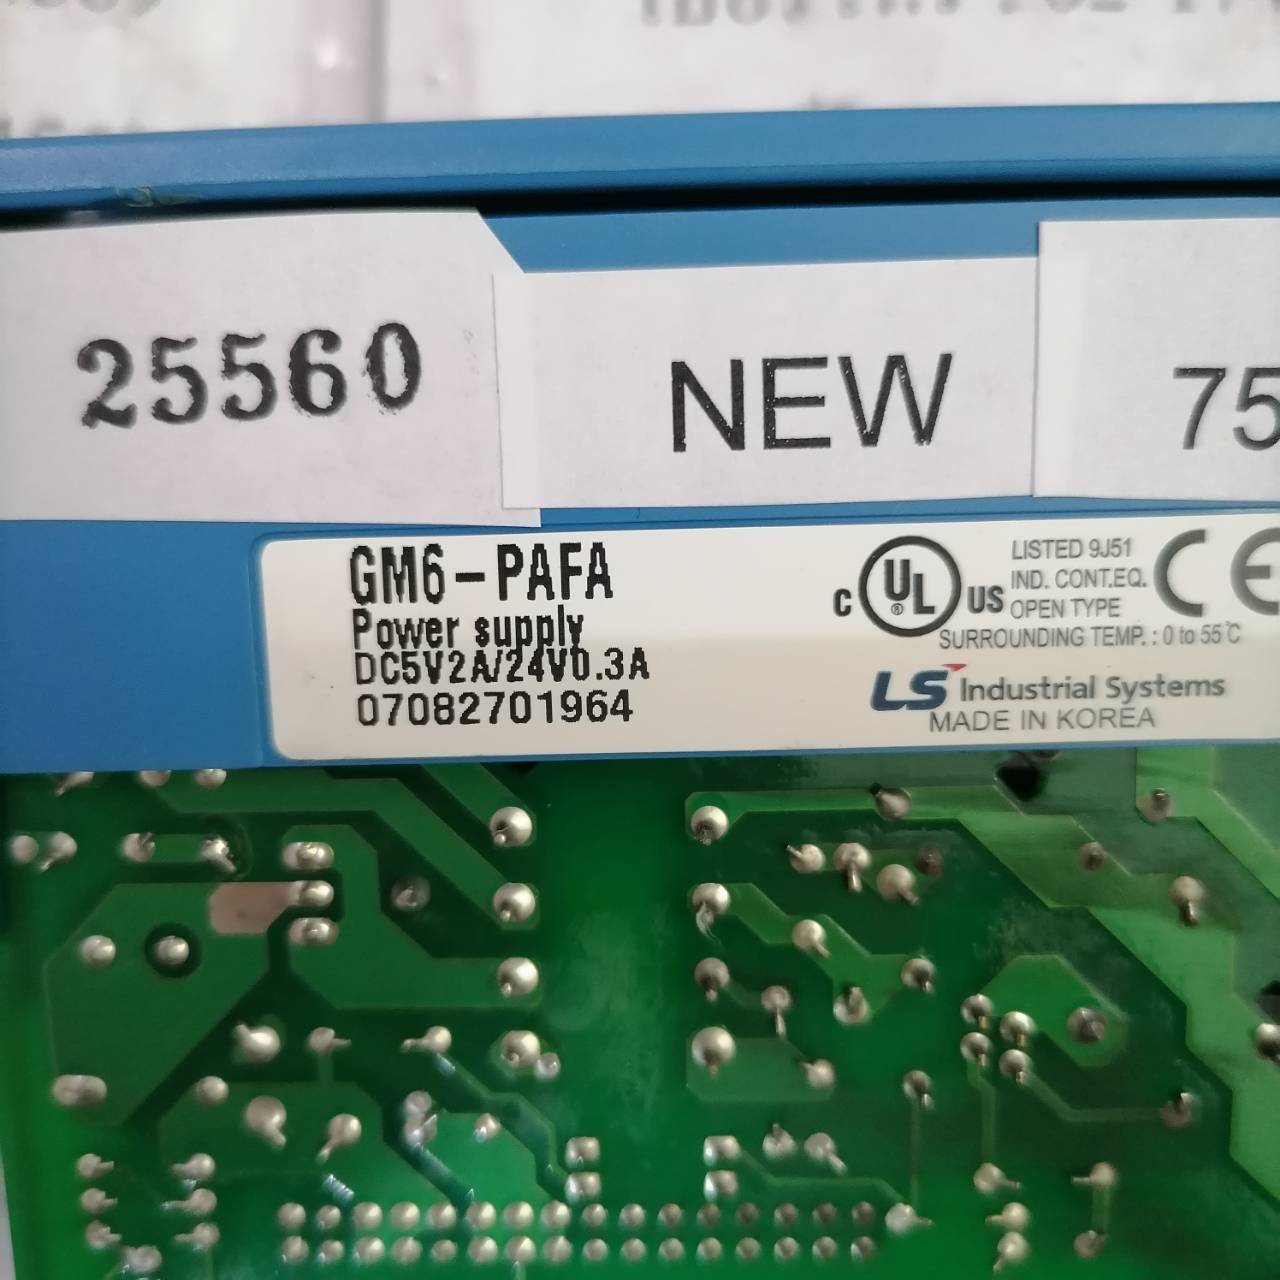 25560
NEW
75
GM6-PAFA
Power supply
DC5V2A/24V0.3A
07082701964
C UL ® US
LISTED 9J51
IND. CONT.EQ.
OPEN TYPE
CE
SURROUNDING TEMP. : 0 to 55℃
LS Industrial Systems
MADE IN KOREA